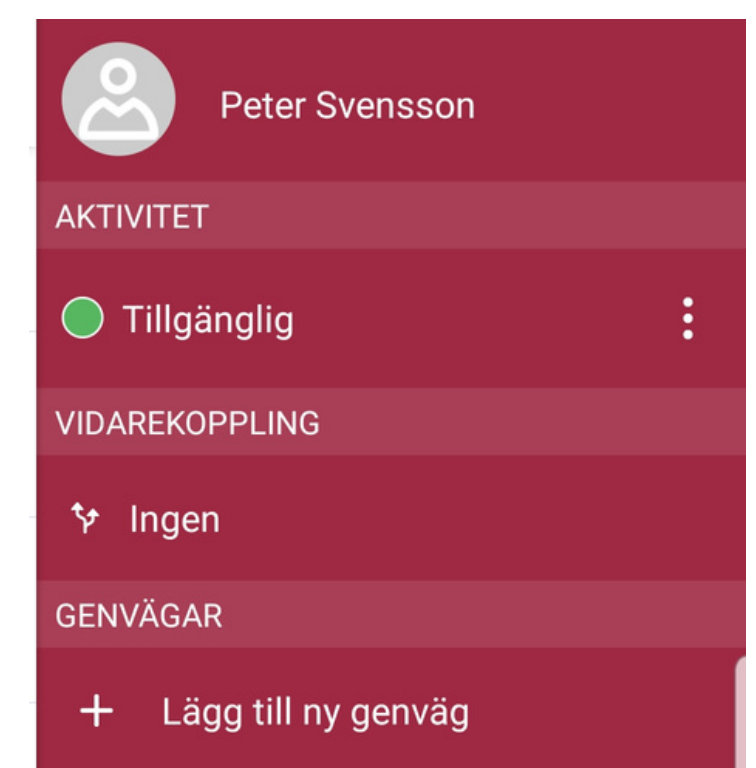 Peter Svensson
AKTIVITET
Tillgänglig
VIDAREKOPPLING
Ingen
GENVÄGAR
Lägg till ny genväg